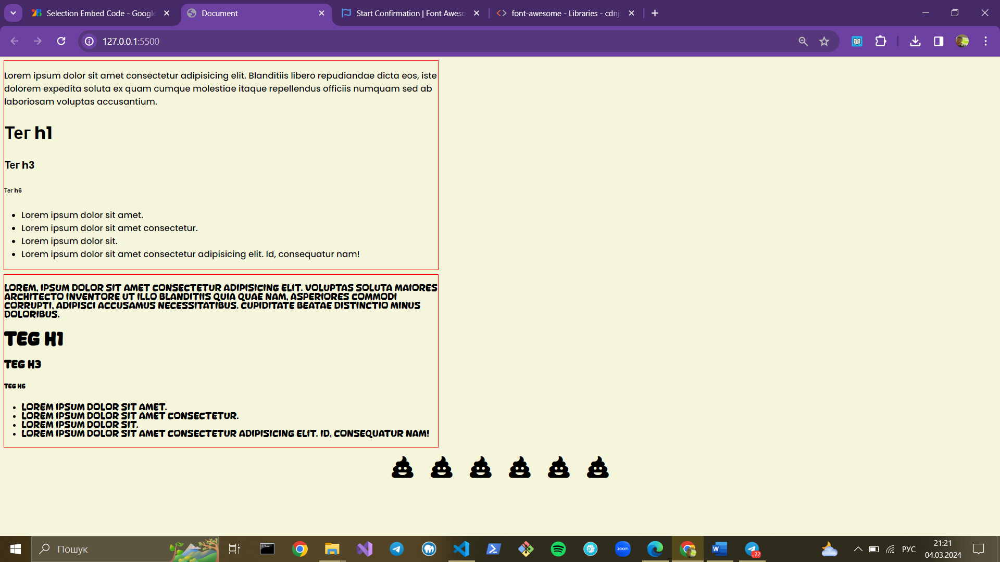 Selection Embed Code - Google
Document
Start Confirmation | Font Aweso
font-awesome - Libraries - cdnj
127.0.0.1:5500
Lorem ipsum dolor sit amet consectetur adipisicing elit. Blanditiis libero repudiandae dicta eos, iste
dolorem expedita soluta ex quam cumque molestiae itaque repellendus officiis numquam sed ab
laboriosam voluptas accusantium.
Тег h1
Тег h3
Тег h6
Lorem ipsum dolor sit amet.
Lorem ipsum dolor sit amet consectetur.
Lorem ipsum dolor sit.
Lorem ipsum dolor sit amet consectetur adipisicing elit. Id, consequatur nam!
LOREM, IPSUM DOLOR SIT AMET CONSECTETUR ADIPISICING ELIT. VOLUPTAS SOLUTA MAIORES
ARCHITECTO INVENTORE UT ILLO BLANDITIIS QUIA QUAE NAM, ASPERIORES COMMODI
CORRUPTI, ADIPISCI ACCUSAMUS NECESSITATIBUS. CUPIDITATE BEATAE DISTINCTIO MINUS
DOLORIBUS.
TEG H1
TEG H3
TEG H6
LOREM IPSUM DOLOR SIT AMET.
LOREM IPSUM DOLOR SIT AMET CONSECTETUR.
LOREM IPSUM DOLOR SIT.
LOREM IPSUM DOLOR SIT AMET CONSECTETUR ADIPISICING ELIT. ID, CONSEQUATUR NAM!
Пошук
zoom
W
..22
РУС
21:21
04.03.2024